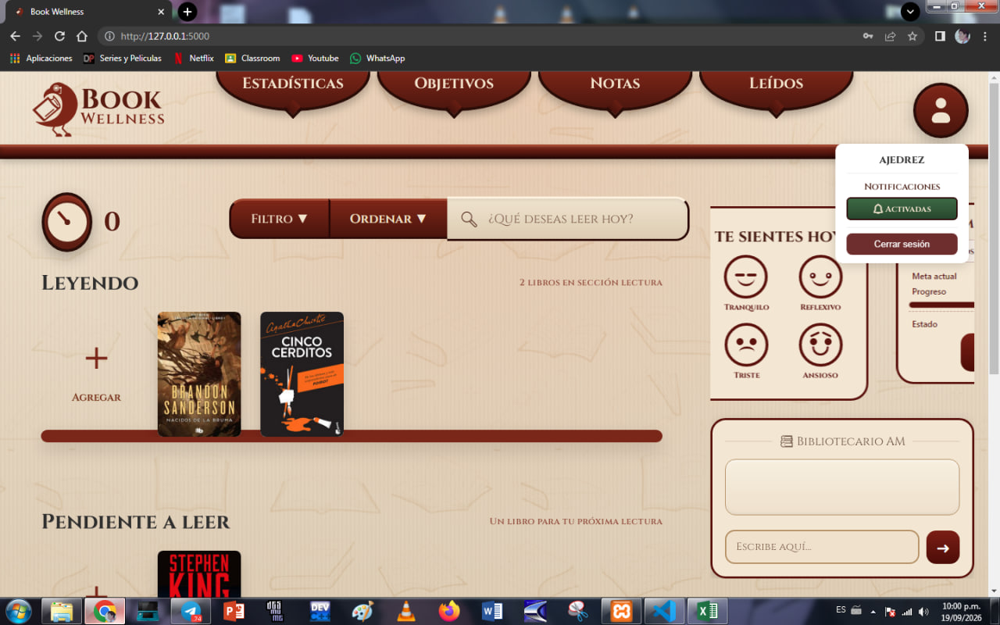 Book Wellness
http://127.0.0.1:5000
Aplicaciones
Series y Peliculas
Netflix
Classroom
Youtube
WhatsApp
Book
Wellness
Estadísticas
Objetivos
Notas
Leídos
AJEDREZ
Notificaciones
Activadas
Cerrar sesión
0
Filtro ▼
Ordenar ▼
¿Qué deseas leer hoy?
TE SIENTES HOY
Tranquilo
Reflexivo
Triste
Ansioso
Meta actual
Progreso
Estado
Leyendo
2 libros en sección lectura
+
Agregar
BRANDON
SANDERSON
NACIDOS DE LA BRUMA
Agatha Christie
CINCO
CERDITOS
POIROT
Bibliotecario AM
Escribe aquí...
Pendiente a leer
Un libro para tu próxima lectura
STEPHEN
KING
74
DEV
ES
10:00 p.m.
19/09/2026